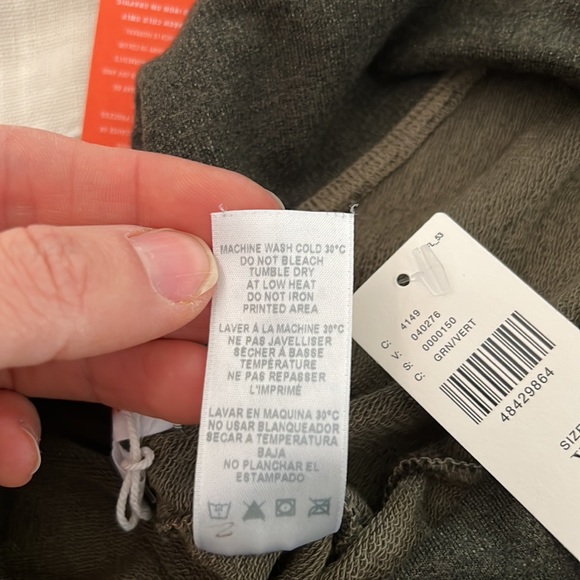 MACHINE WASH COLD 30°C
DO NOT BLEACH
TUMBLE DRY
AT LOW HEAT
DO NOT IRON
PRINTED AREA
LAVER À LA MACHINE 30°C
NE PAS JAVELLISER
SÉCHER À BASSE
TEMPÉRATURE
NE PAS REPASSER
L'IMPRIMÉ
LAVAR EN MAQUINA 30°C
NO USAR BLANQUEADOR
SECAR A TEMPERATURA
BAJA
NO PLANCHAR EL
ESTAMPADO
C: 4149
V: 040276
S: 0000150
C: GRN/VERT
48429864
SIZE